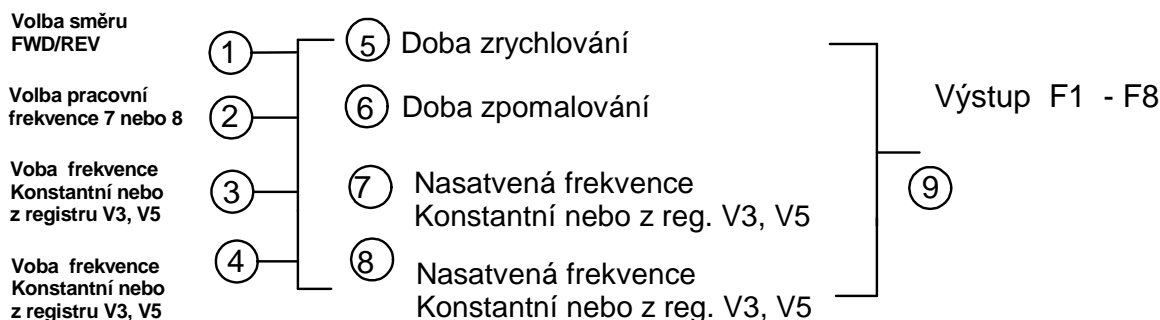 Volba směru
FWD/REV
1
Volba pracovní
frekvence 7 nebo 8
2
Voba frekvence
Konstantní nebo
z registru V3, V5
3
Voba frekvence
Konstantní nebo
z registru V3, V5
4
5 Doba zrychlování
6 Doba zpomalování
7 Nasatvená frekvence
Konstantní nebo z reg. V3, V5
8 Nasatvená frekvence
Konstantní nebo z reg. V3, V5
Výstup F1 - F8
9